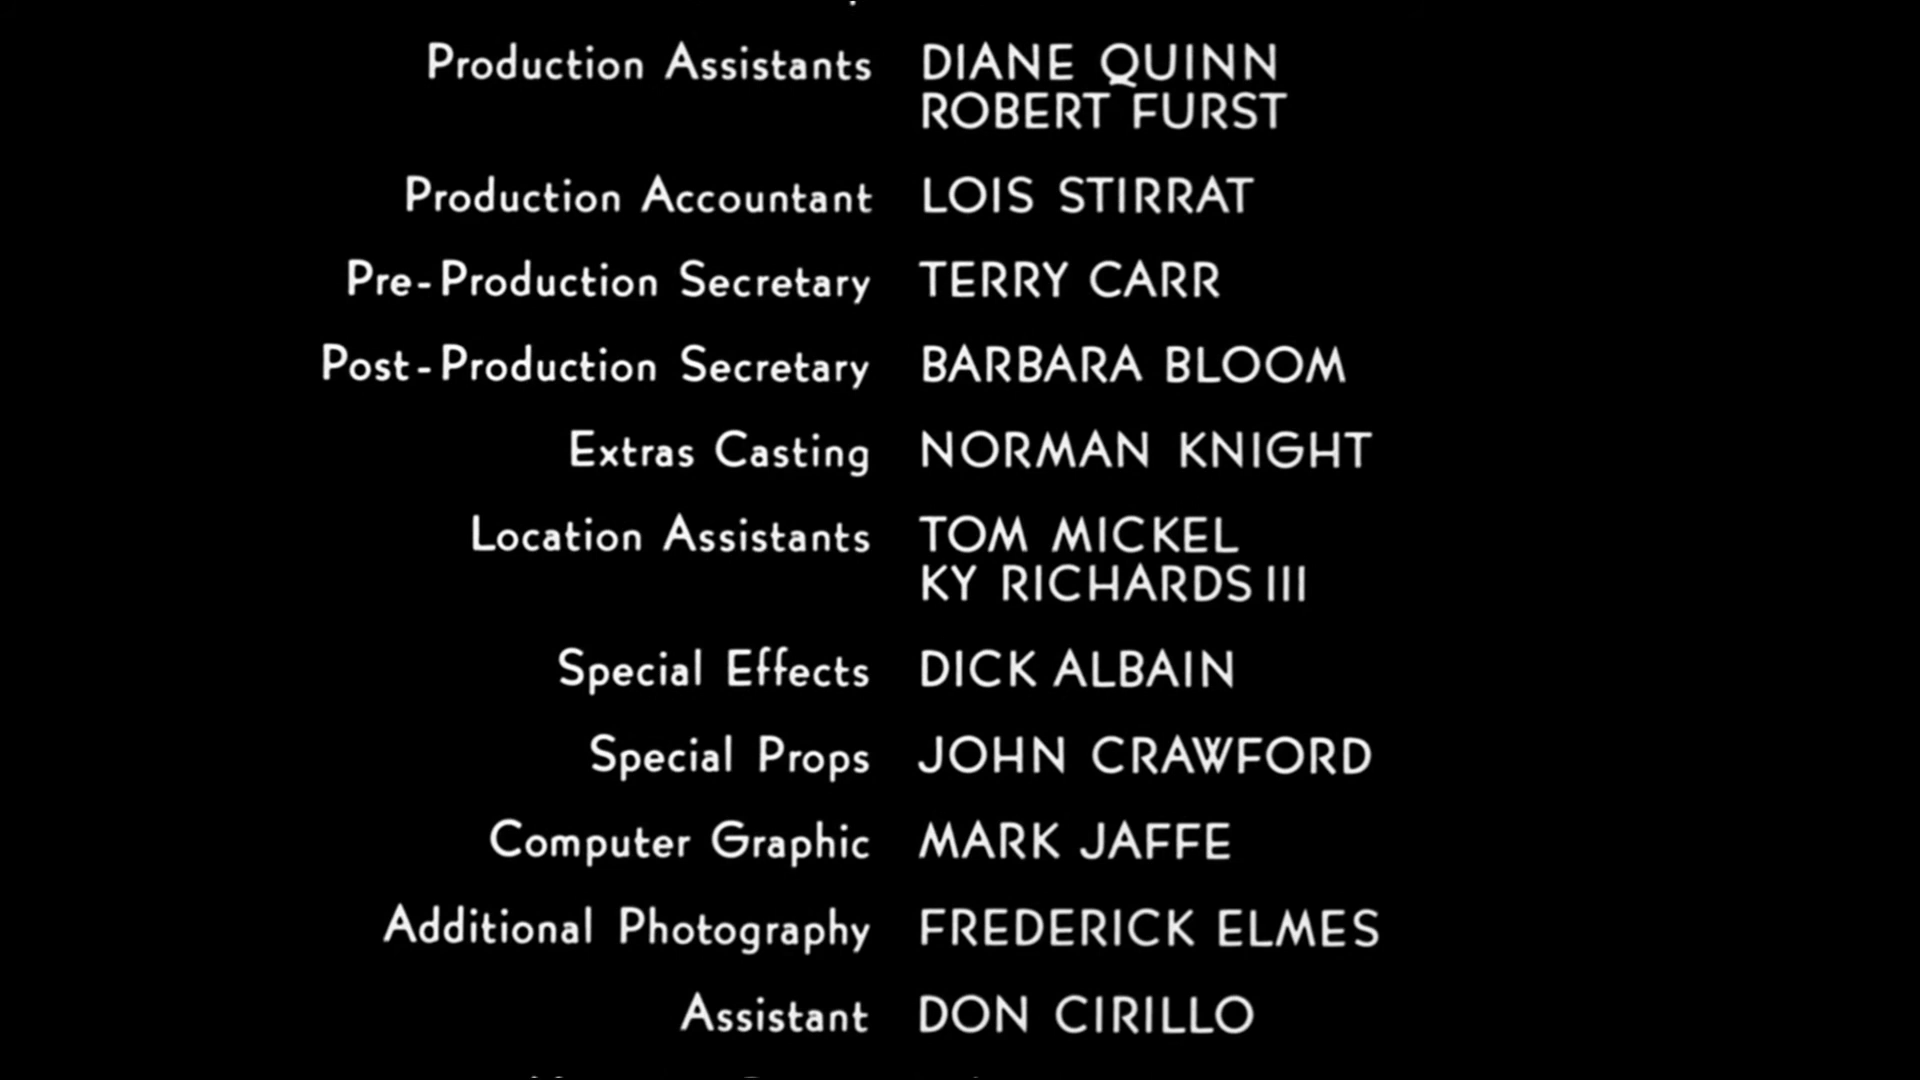 Production Assistants DIANE QUINN
ROBERT FURST
Production Accountant LOIS STIRRAT
Pre-Production Secretary TERRY CARR
Post-Production Secretary BARBARA BLOOM
Extras Casting NORMAN KNIGHT
Location Assistants TOM MICKEL
KY RICHARDS III
Special Effects DICK ALBAIN
Special Props JOHN CRAWFORD
Computer Graphic MARK JAFFE
Additional Photography FREDERICK ELMES
Assistant DON CIRILLO